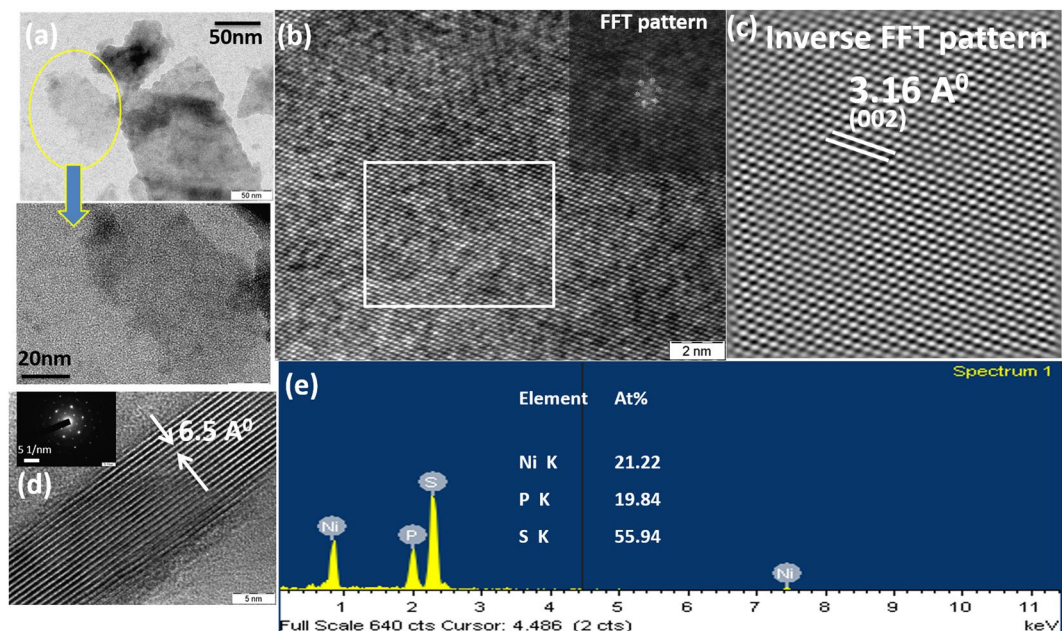 (a)
50nm
50 nm
20nm
(b)
FFT pattern
2 nm
(c)
Inverse FFT pattern
3.16 A⁰
(002)
5 1/nm
(d)
6.5 A⁰
5 nm
(e)
Spectrum 1
Element At%
Ni K 21.22
P K 19.84
S K 55.94
Ni P S Ni
1 2 3 4 5 6 7 8 9 10 11
Full Scale 640 cts Cursor: 4.486 (2 cts) keV